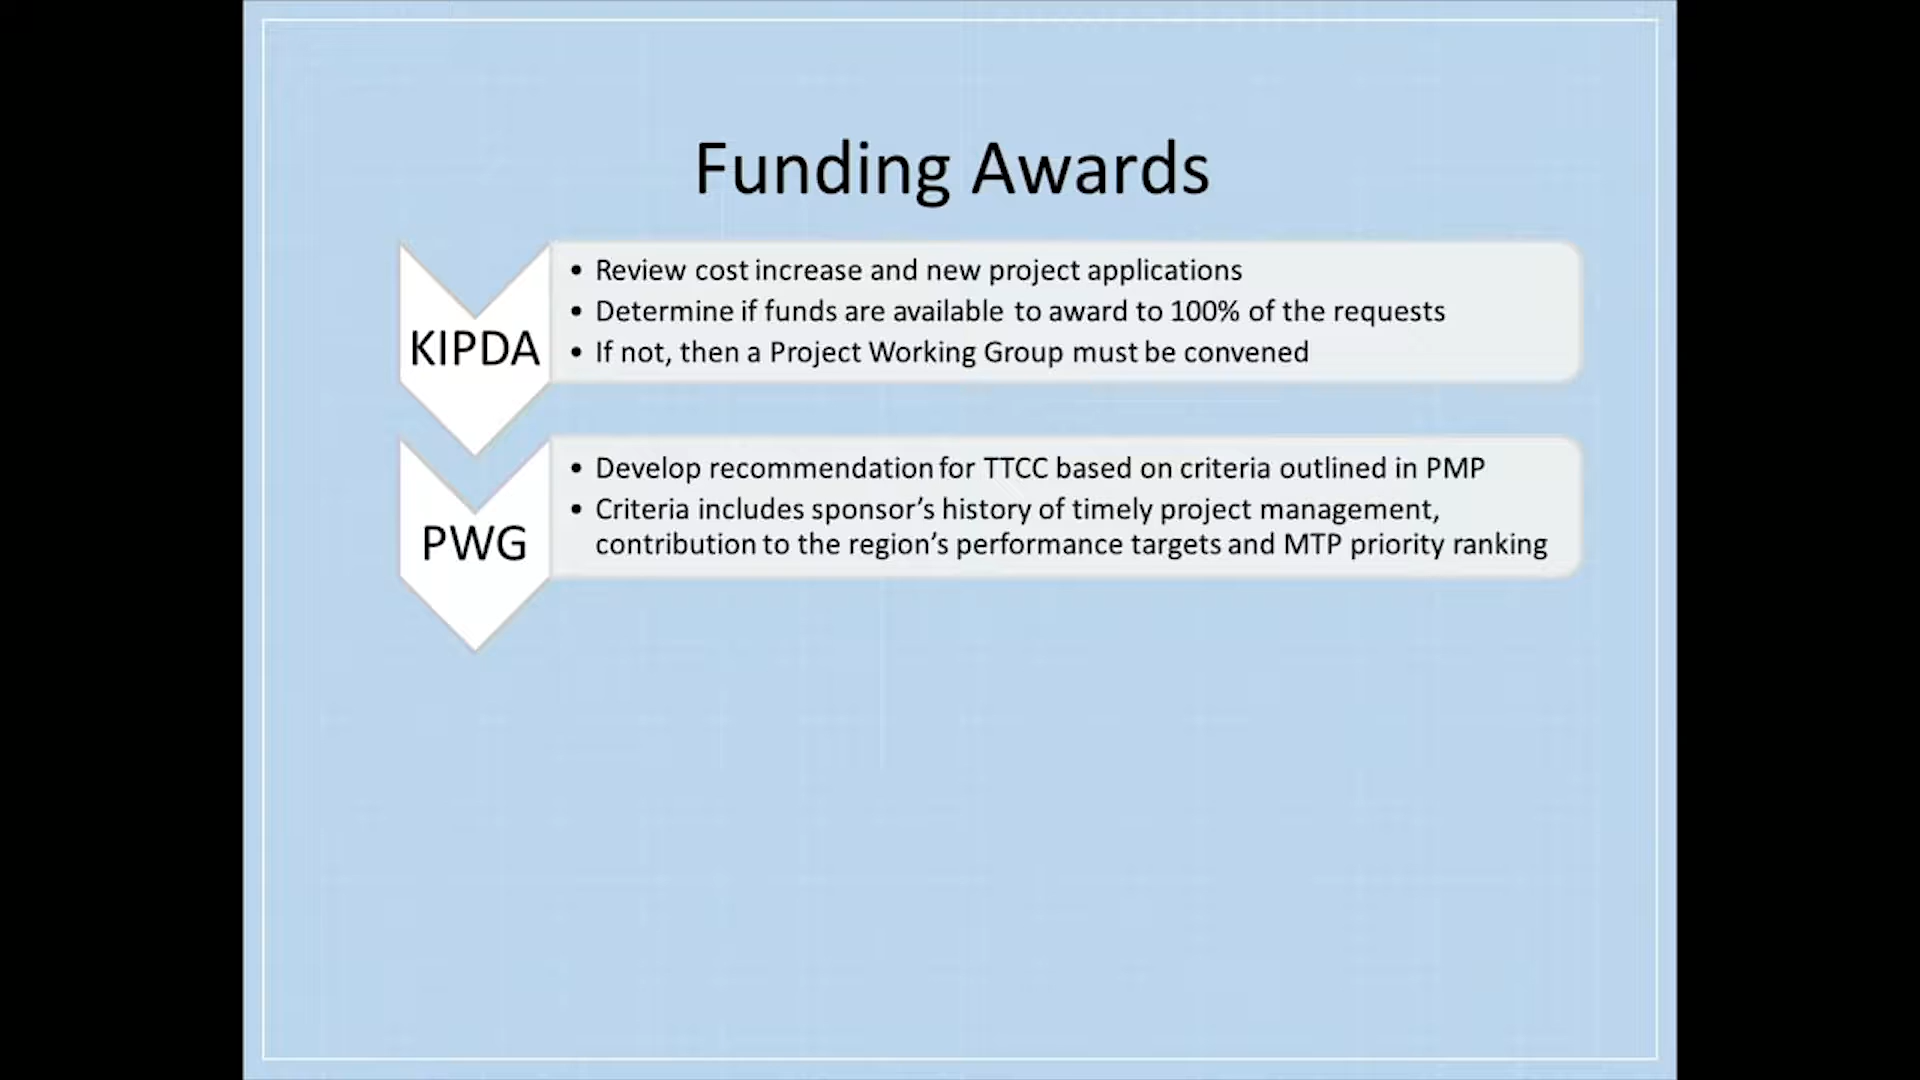 Funding Awards
KIPDA
• Review cost increase and new project applications
• Determine if funds are available to award to 100% of the requests
• If not, then a Project Working Group must be convened
PWG
• Develop recommendation for TTCC based on criteria outlined in PMP
• Criteria includes sponsor’s history of timely project management,
contribution to the region’s performance targets and MTP priority ranking